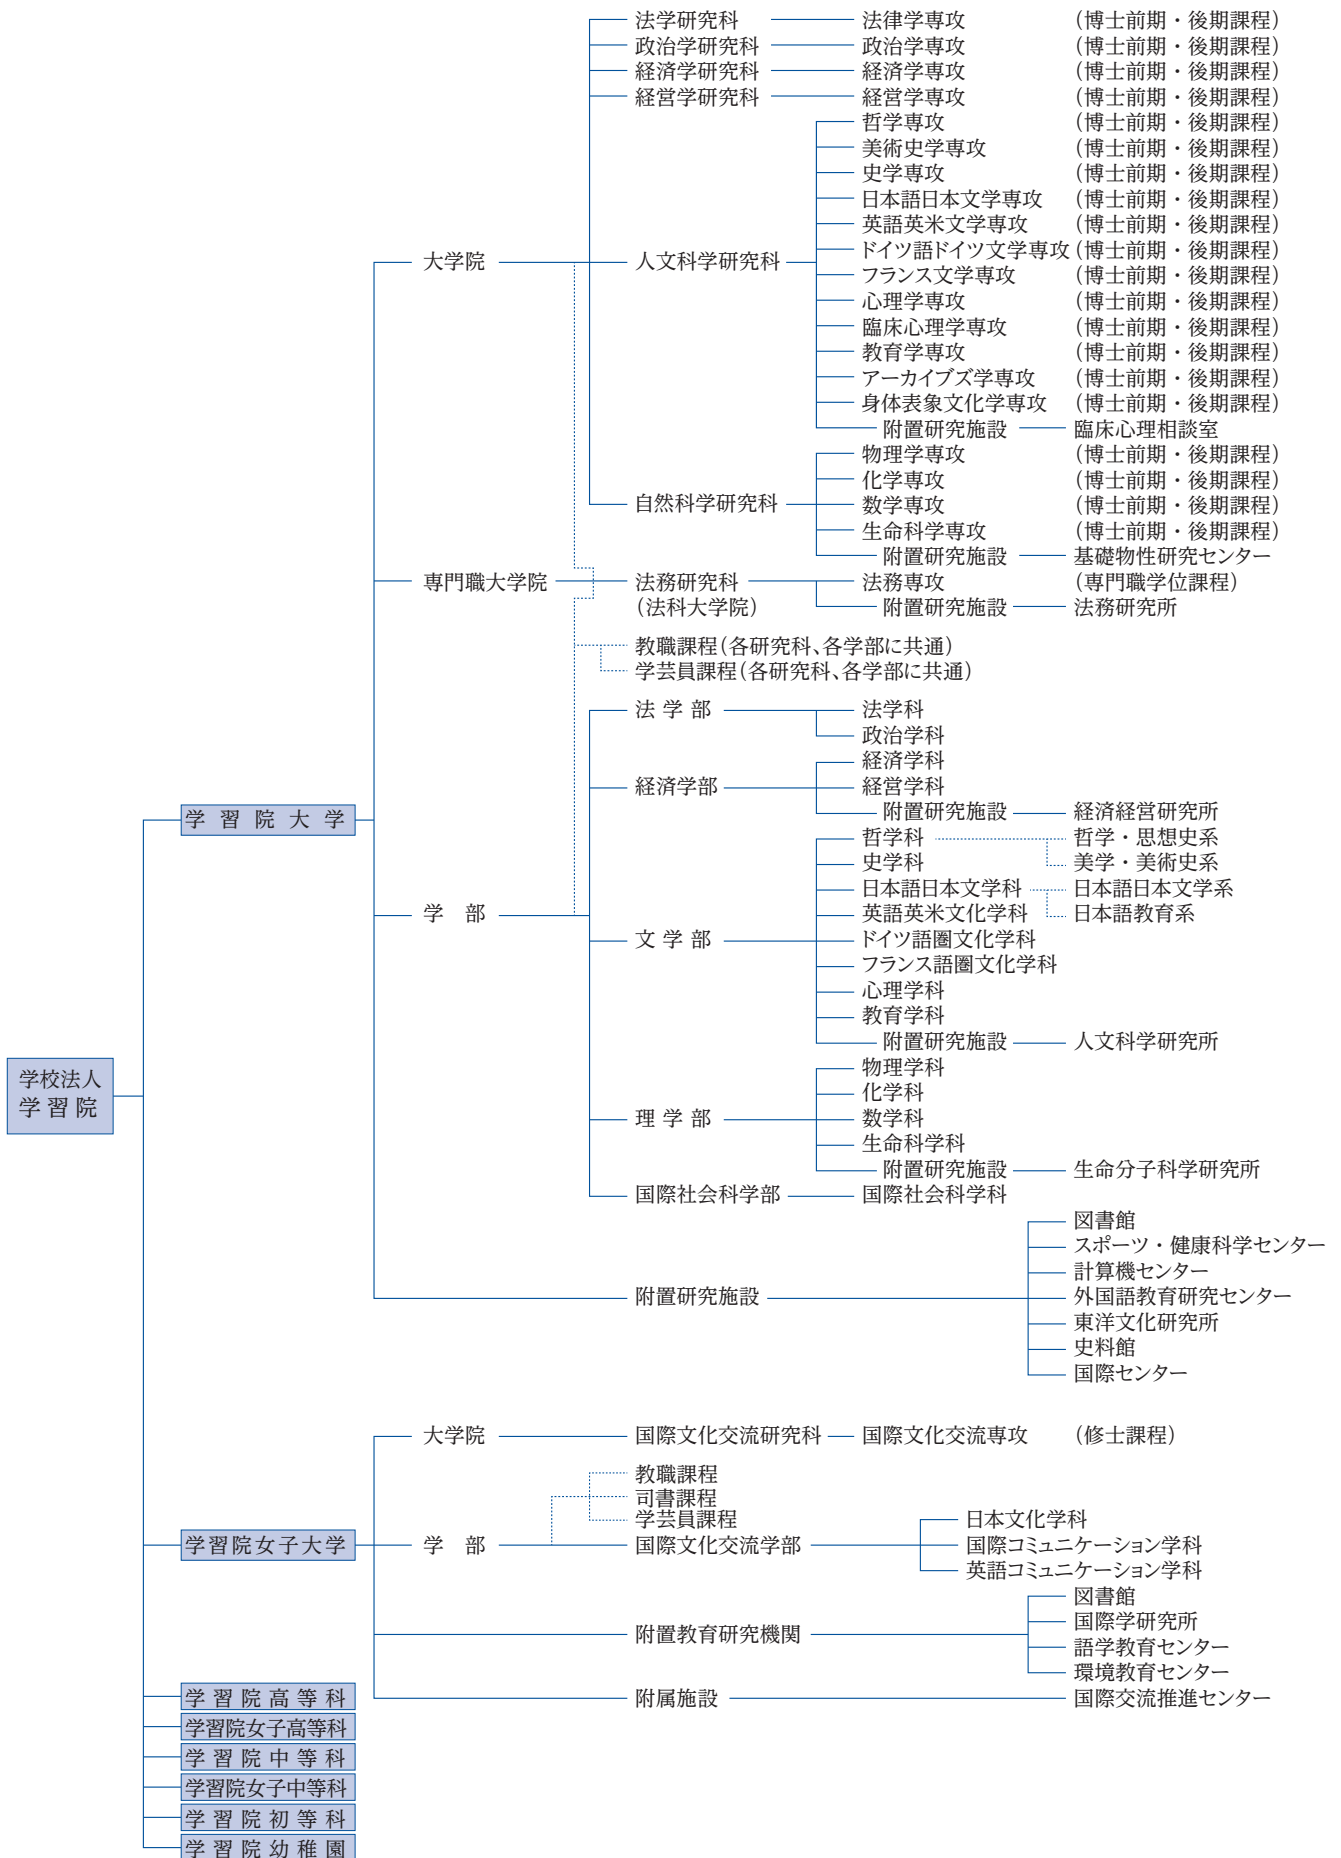 法学研究科 法律学専攻 (博士前期・後期課程)
政治学研究科 政治学専攻 (博士前期・後期課程)
経済学研究科 経済学専攻 (博士前期・後期課程)
経営学研究科 経営学専攻 (博士前期・後期課程)
哲学専攻 (博士前期・後期課程)
美術史学専攻 (博士前期・後期課程)
史学専攻 (博士前期・後期課程)
日本語日本文学専攻 (博士前期・後期課程)
英語英米文学専攻 (博士前期・後期課程)
ドイツ語ドイツ文学専攻 (博士前期・後期課程)
大学院 人文科学研究科
フランス文学専攻 (博士前期・後期課程)
心理学専攻 (博士前期・後期課程)
臨床心理学専攻 (博士前期・後期課程)
教育学専攻 (博士前期・後期課程)
アーカイブズ学専攻 (博士前期・後期課程)
身体表象文化学専攻 (博士前期・後期課程)
附置研究施設 臨床心理相談室
物理学専攻 (博士前期・後期課程)
化学専攻 (博士前期・後期課程)
自然科学研究科 数学専攻 (博士前期・後期課程)
生命科学専攻 (博士前期・後期課程)
附置研究施設 基礎物性研究センター
専門職大学院 法務研究科 法務専攻 (専門職学位課程)
(法科大学院) 附置研究施設 法務研究所
教職課程(各研究科、各学部に共通)
学芸員課程(各研究科、各学部に共通)
法学部 法学科
政治学科
経済学科
経済学部 経営学科
附置研究施設 経済経営研究所
学習院大学
哲学科 哲学・思想史系
史学科 美学・美術史系
日本語日本文学科 日本語日本文学系
学部 英語英米文化学科 日本語教育系
文学部 ドイツ語圏文化学科
フランス語圏文化学科
心理学科
教育学科
附置研究施設 人文科学研究所
物理学科
学校法人
学習院
化学科
理学部 数学科
生命科学科
附置研究施設 生命分子科学研究所
国際社会科学部 国際社会科学科
図書館
スポーツ・健康科学センター
計算機センター
附置研究施設 外国語教育研究センター
東洋文化研究所
史料館
国際センター
大学院 国際文化交流研究科 国際文化交流専攻 (修士課程)
教職課程
司書課程
学芸員課程
日本文化学科
学習院女子大学 学部 国際文化交流学部 国際コミュニケーション学科
英語コミュニケーション学科
図書館
国際学研究所
附置教育研究機関
語学教育センター
環境教育センター
附属施設 国際交流推進センター
学習院高等科
学習院女子高等科
学習院中等科
学習院女子中等科
学習院初等科
学習院幼稚園